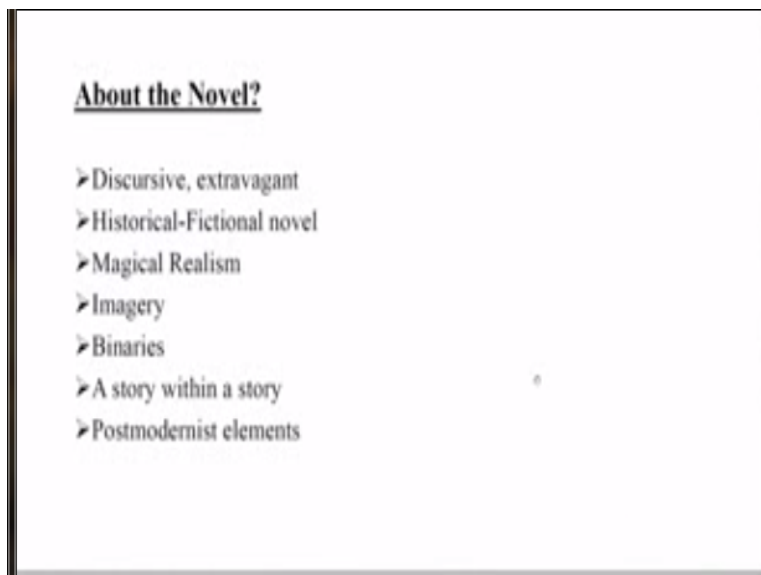 About the Novel?
➢Discursive, extravagant
➢Historical-Fictional novel
➢Magical Realism
➢Imagery
➢Binaries
➢A story within a story
➢Postmodernist elements